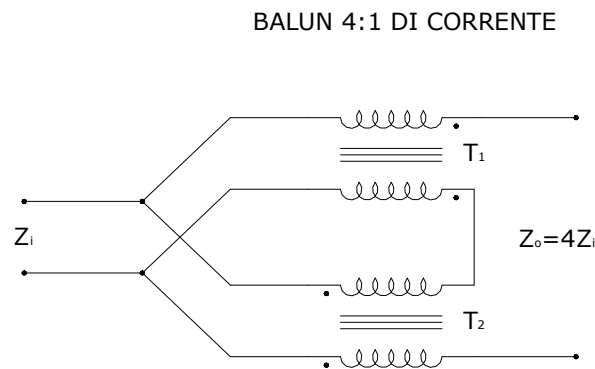 BALUN 4:1 DI CORRENTE
T₁
Zᵢ
Zₒ=4Zᵢ
T₂